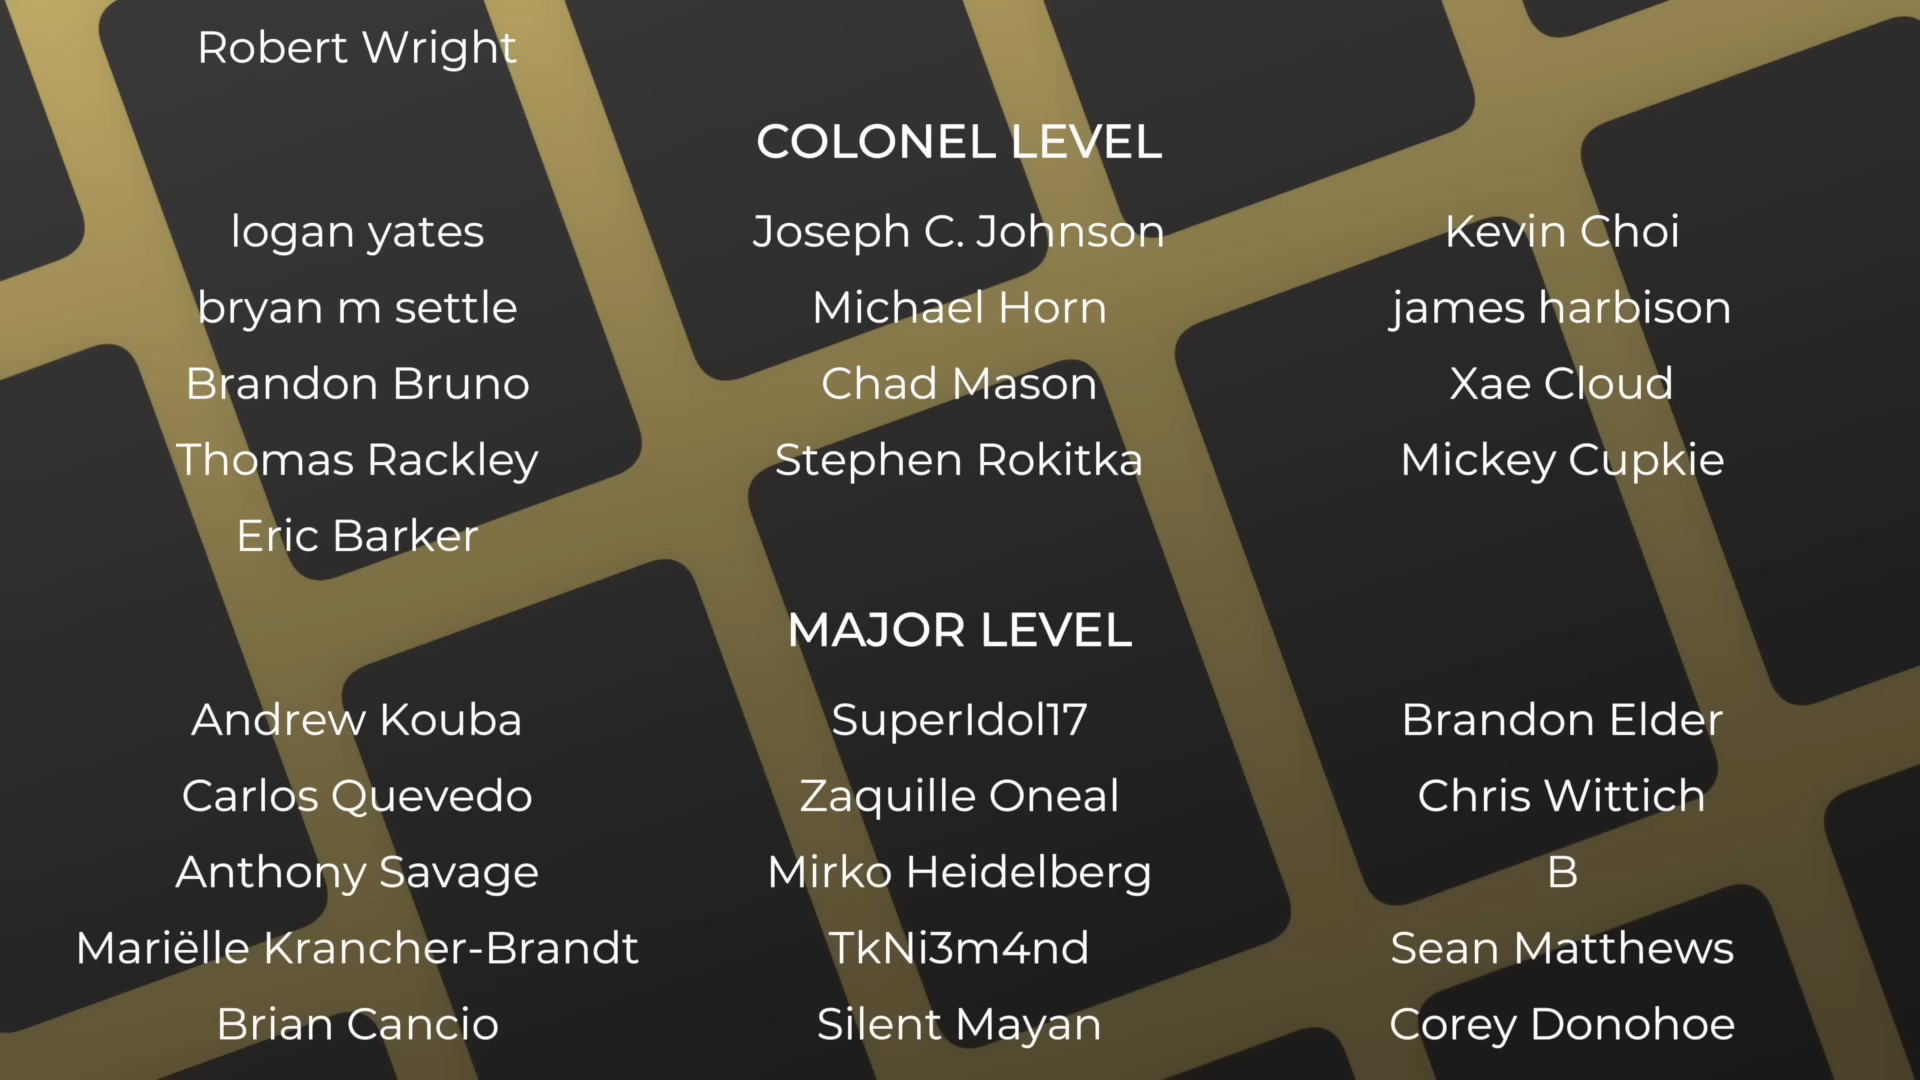 Robert Wright
COLONEL LEVEL
logan yates Joseph C. Johnson Kevin Choi
bryan m settle Michael Horn james harbison
Brandon Bruno Chad Mason Xae Cloud
Thomas Rackley Stephen Rokitka Mickey Cupkie
Eric Barker
MAJOR LEVEL
Andrew Kouba SuperIdol17 Brandon Elder
Carlos Quevedo Zaquille Oneal Chris Wittich
Anthony Savage Mirko Heidelberg B
Mariëlle Krancher-Brandt TkNi3m4nd Sean Matthews
Brian Cancio Silent Mayan Corey Donohoe